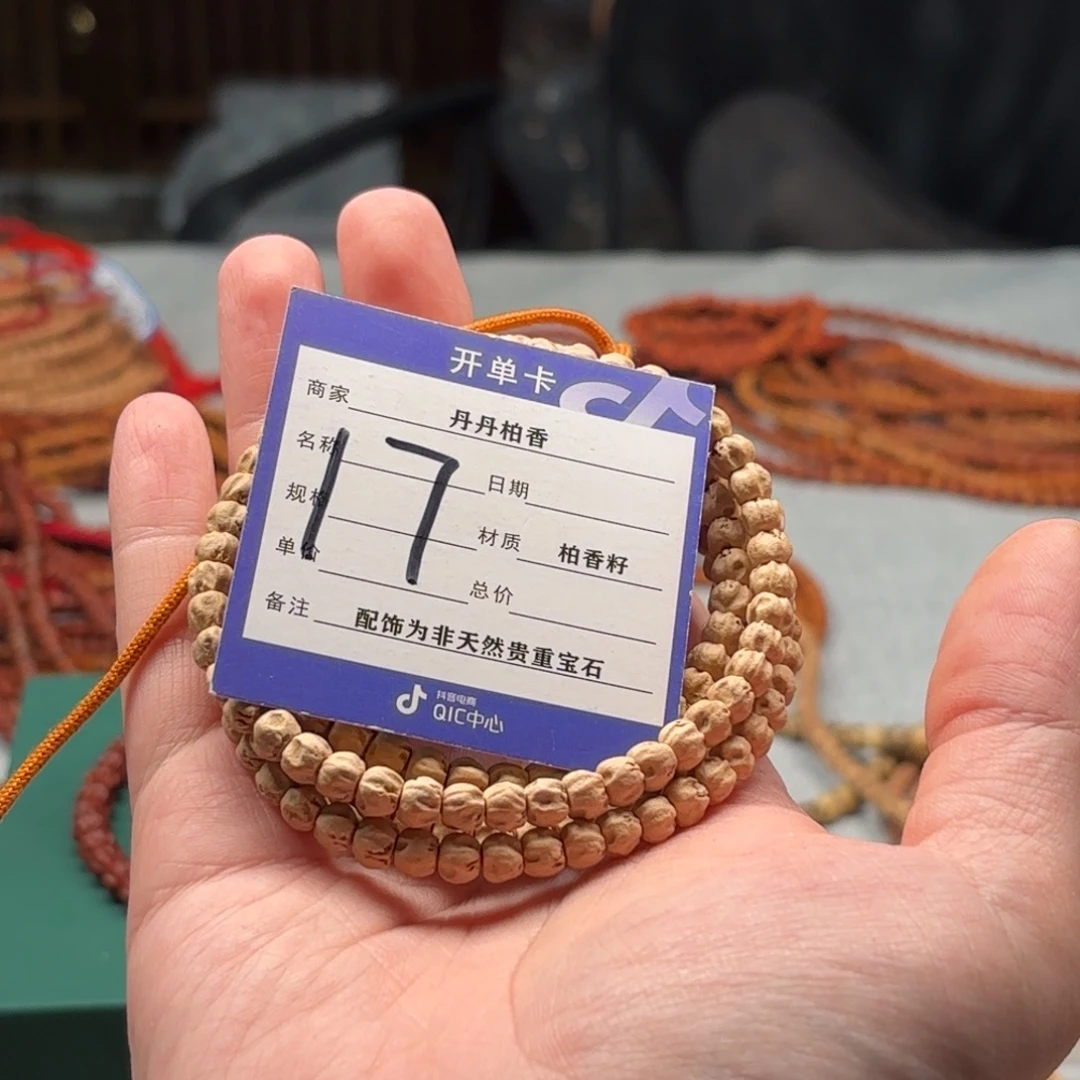 开单卡
商家 丹丹柏香
名称 日期
规格 材质 柏香籽
单价 总价
17
备注 配饰为非天然贵重宝石
抖音电商
QIC中心